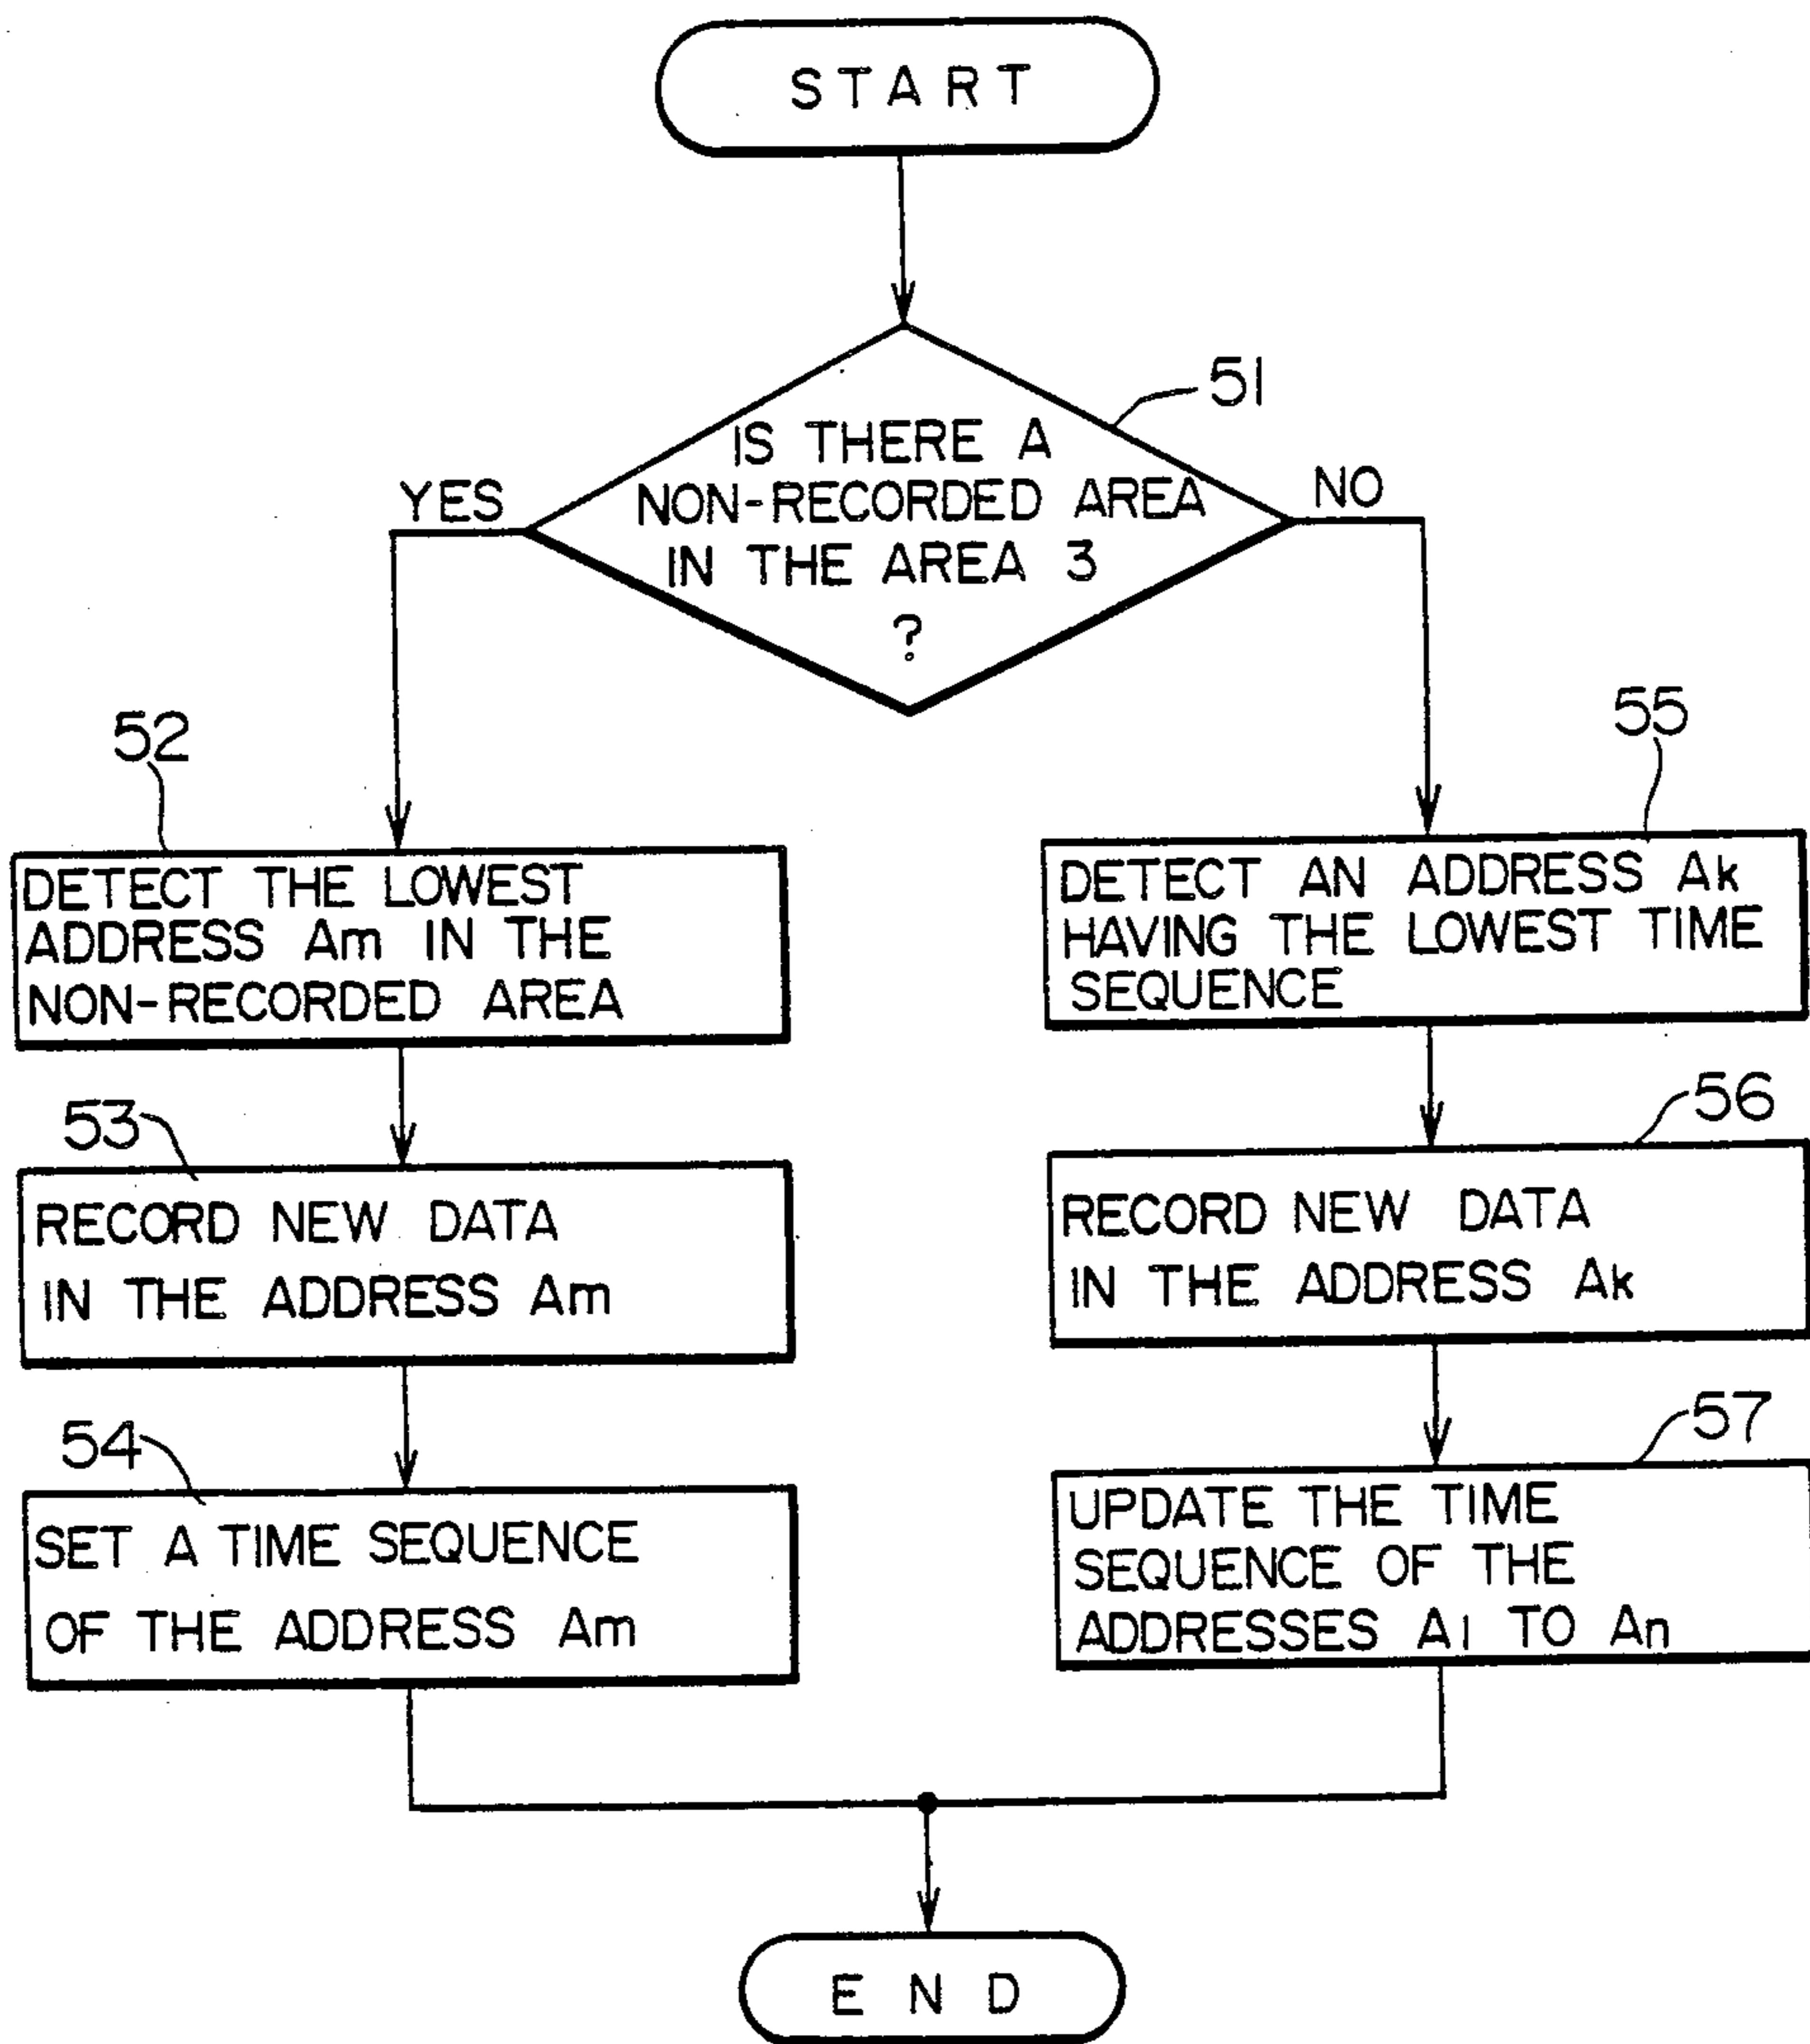 START
51
IS THERE A
NON-RECORDED AREA
IN THE AREA 3
?
YES
NO
52
DETECT THE LOWEST
ADDRESS Am IN THE
NON-RECORDED AREA
55
DETECT AN ADDRESS Ak
HAVING THE LOWEST TIME
SEQUENCE
53
RECORD NEW DATA
IN THE ADDRESS Am
56
RECORD NEW DATA
IN THE ADDRESS Ak
54
SET A TIME SEQUENCE
OF THE ADDRESS Am
57
UPDATE THE TIME
SEQUENCE OF THE
ADDRESSES A1 TO An
END